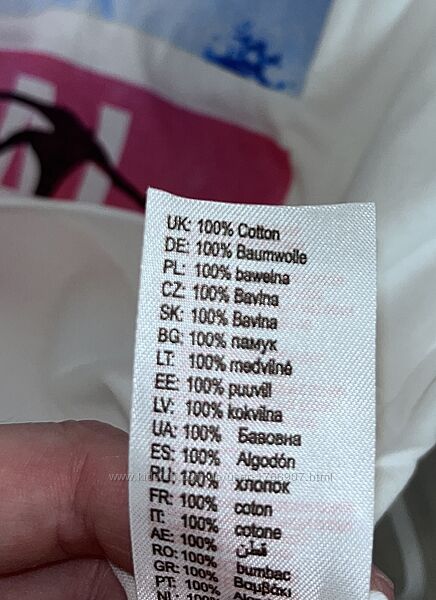 UK: 100% Cotton
DE: 100% Baumwolle
PL: 100% bawełna
CZ: 100% Bavlna
SK: 100% Bavlna
BG: 100% памук
LT: 100% medvilnė
EE: 100% puuvill
LV: 100% kokvilna
UA: 100% Бавовна
ES: 100% Algodón
RU: 100% хлопок
FR: 100% coton
IT: 100% cotone
AE: 100% قطن
RO: 100% bumbac
GR: 100% Βαμβάκι
PT: 100%
NL: 100%